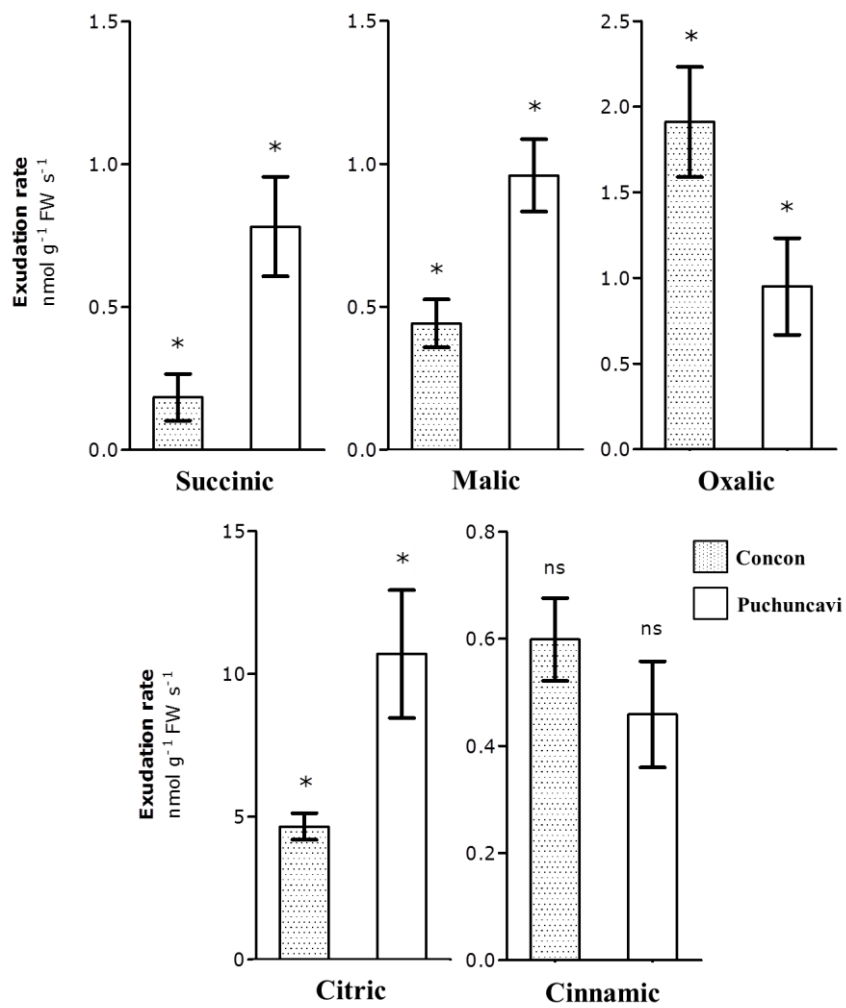 Exudation rate
nmol g⁻¹ FW s⁻¹
1.5
1.0
0.5
0.0
*
*
Succinic
1.5
1.0
0.5
0.0
*
*
Malic
2.5
2.0
1.5
1.0
0.5
0.0
*
*
Oxalic
Exudation rate
nmol g⁻¹ FW s⁻¹
15
10
5
0
*
*
Citric
0.8
0.6
0.4
0.2
0.0
ns
ns
Cinnamic
Concon
Puchuncavi